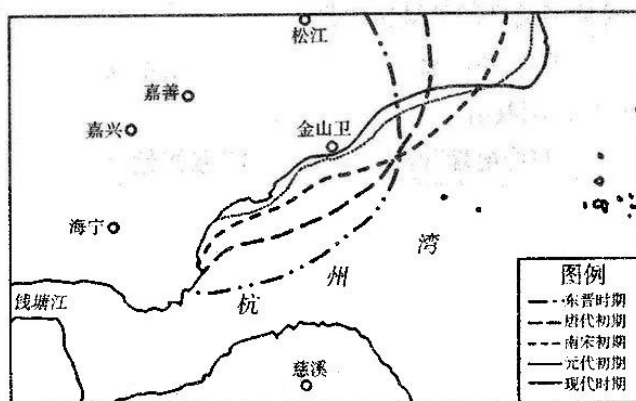 松江
嘉善
嘉兴
金山卫
海宁
湾
州
杭
钱塘江
慈溪
图例
东晋时期
唐代初期
南宋初期
元代初期
现代时期